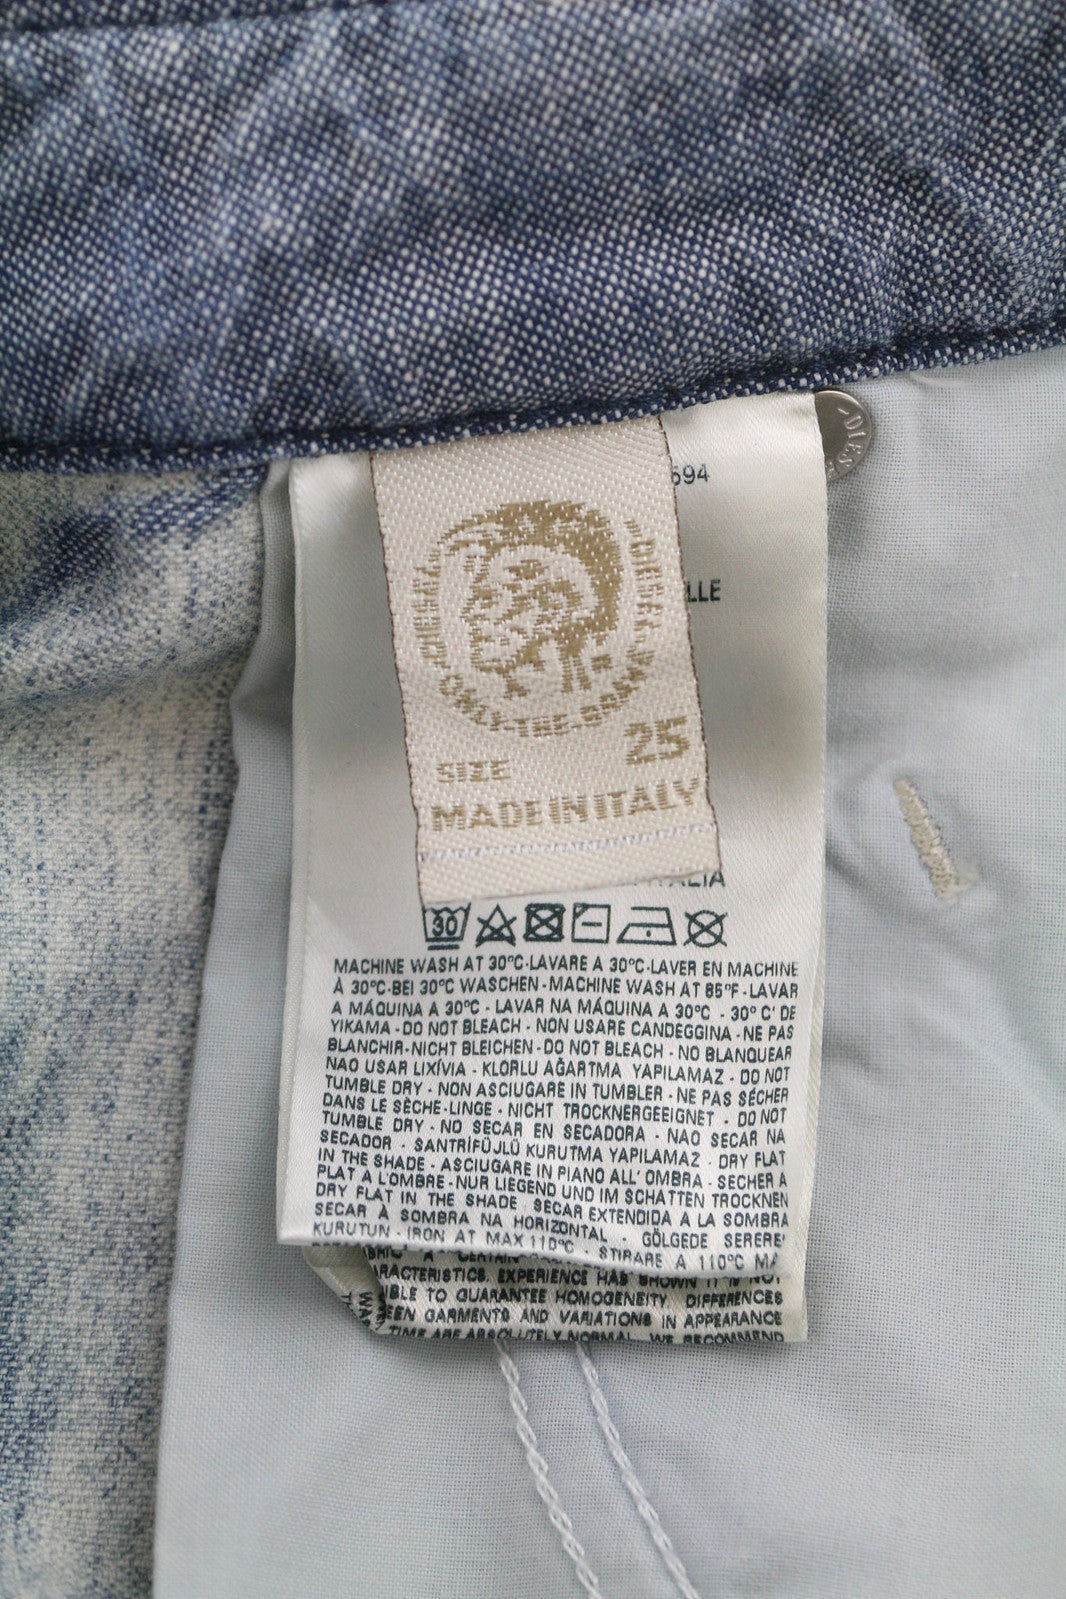 -DIES
594
DIESEL
ONLY-THE-BRAVE
LLE
SIZE 25
MADE IN ITALY
30
MACHINE WASH AT 30°C-LAVARE A 30°C-LAVER EN MACHINE
À 30°C-BEI 30°C WASCHEN-MACHINE WASH AT 85°F-LAVAR
A MÁQUINA A 30°C - LAVAR NA MÁQUINA A 30°C - 30° C' DE
YIKAMA - DO NOT BLEACH - NON USARE CANDEGGINA - NE PAS
BLANCHIR-NICHT BLEICHEN-DO NOT BLEACH - NO BLANQUEAR
NAO USAR LIXÍVIA - KLORLU AĞARTMA YAPILAMAZ - DO NOT
TUMBLE DRY - NON ASCIUGARE IN TUMBLER - NE PAS SÉCHER
DANS LE SÈCHE-LINGE - NICHT TROCKNERGEEIGNET - DO NOT
TUMBLE DRY - NO SECAR EN SECADORA - NAO SECAR NA
SECADOR - SANTRİFÜJLÜ KURUTMA YAPILAMAZ - DRY FLAT
IN THE SHADE - ASCIUGARE IN PIANO ALL' OMBRA - SECHER A
PLAT A L'OMBRE - NUR LIEGEND UND IM SCHATTEN TROCKNEN
DRY FLAT IN THE SHADE SECAR EXTENDIDA A LA SOMBRA
SECAR À SOMBRA NA HORIZONTAL - GÖLGEDE SERERE'
KURUTUN - IRON AT MAX 110°C - STIRARE A 110°C MA
A CERTAIN
ARACTERISTICS. EXPERIENCE HAS SHOWN IT IS NOT
IBLE TO GUARANTEE HOMOGENEITY. DIFFERENCES
EEN GARMENTS AND VARIATIONS IN APPEARANCE
TIME ARE ABSOLUTELY NORMAL. WE RECOMMEND